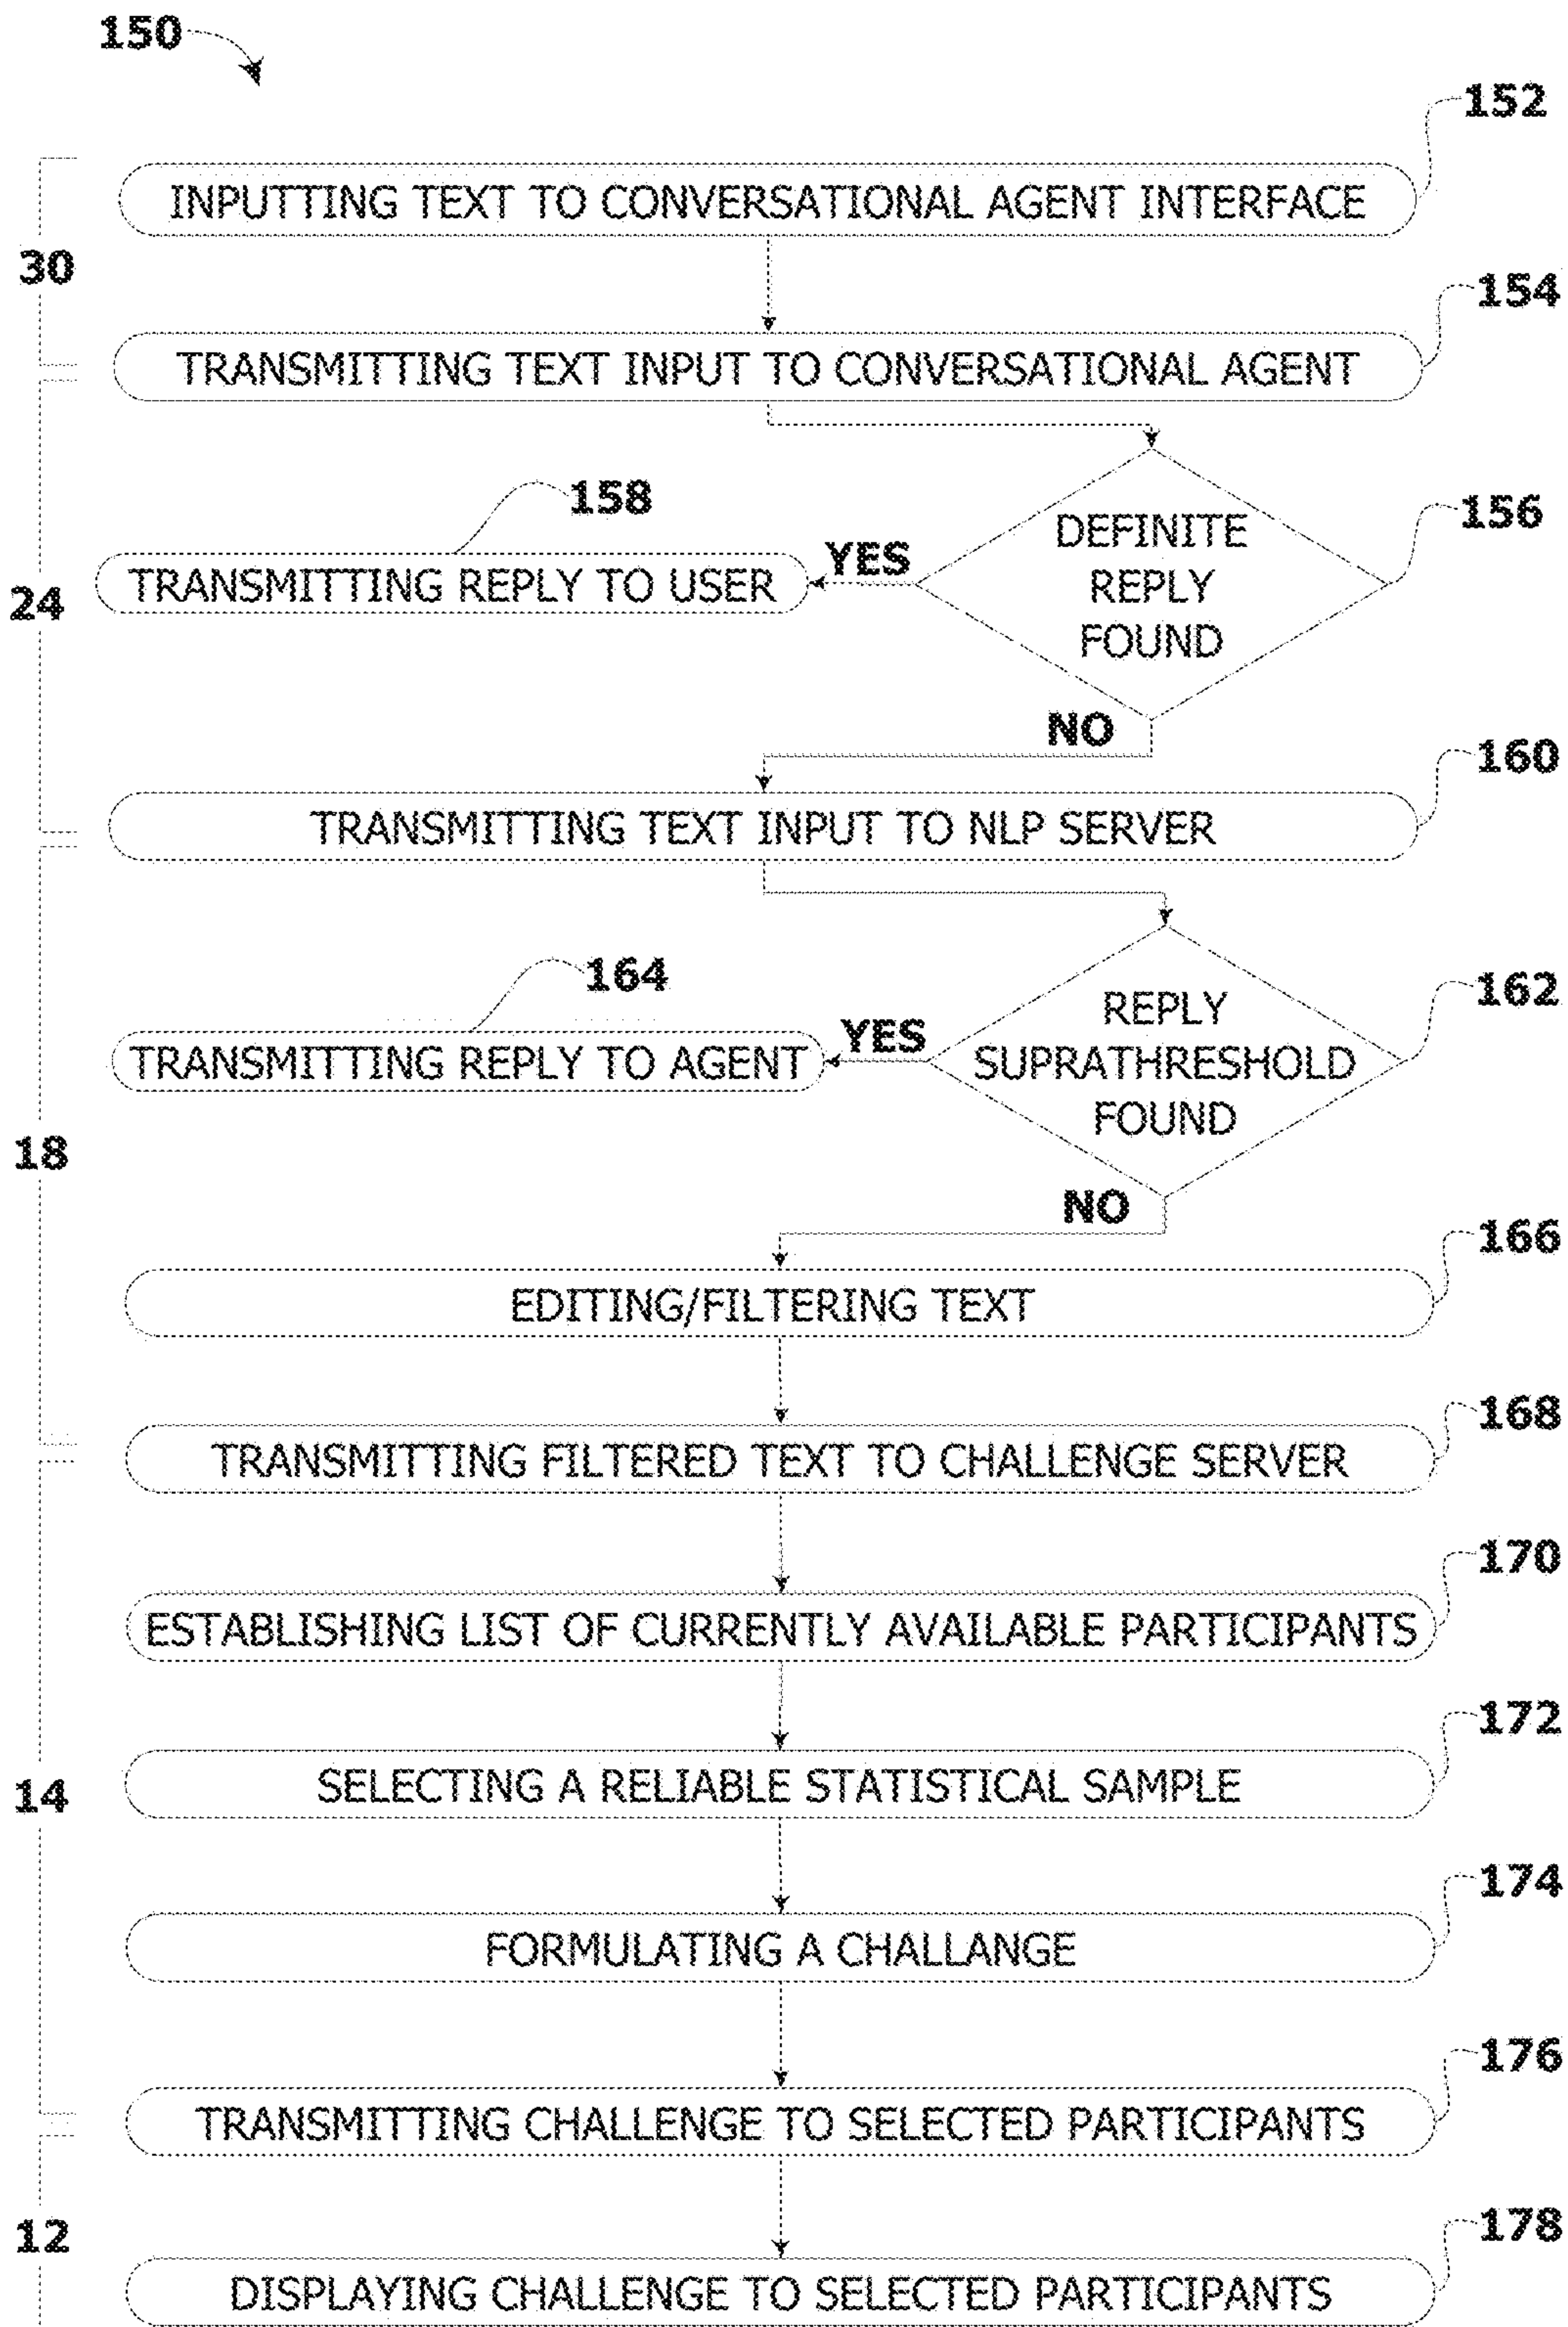 150
152
INPUTTING TEXT TO CONVERSATIONAL AGENT INTERFACE
30
154
TRANSMITTING TEXT INPUT TO CONVERSATIONAL AGENT
158
156
DEFINITE
REPLY
FOUND
YES
TRANSMITTING REPLY TO USER
24
NO
160
TRANSMITTING TEXT INPUT TO NLP SERVER
164
162
REPLY
SUPRATHRESHOLD
FOUND
YES
TRANSMITTING REPLY TO AGENT
18
NO
166
EDITING/FILTERING TEXT
168
TRANSMITTING FILTERED TEXT TO CHALLENGE SERVER
170
ESTABLISHING LIST OF CURRENTLY AVAILABLE PARTICIPANTS
172
SELECTING A RELIABLE STATISTICAL SAMPLE
14
174
FORMULATING A CHALLANGE
176
TRANSMITTING CHALLENGE TO SELECTED PARTICIPANTS
12
178
DISPLAYING CHALLENGE TO SELECTED PARTICIPANTS